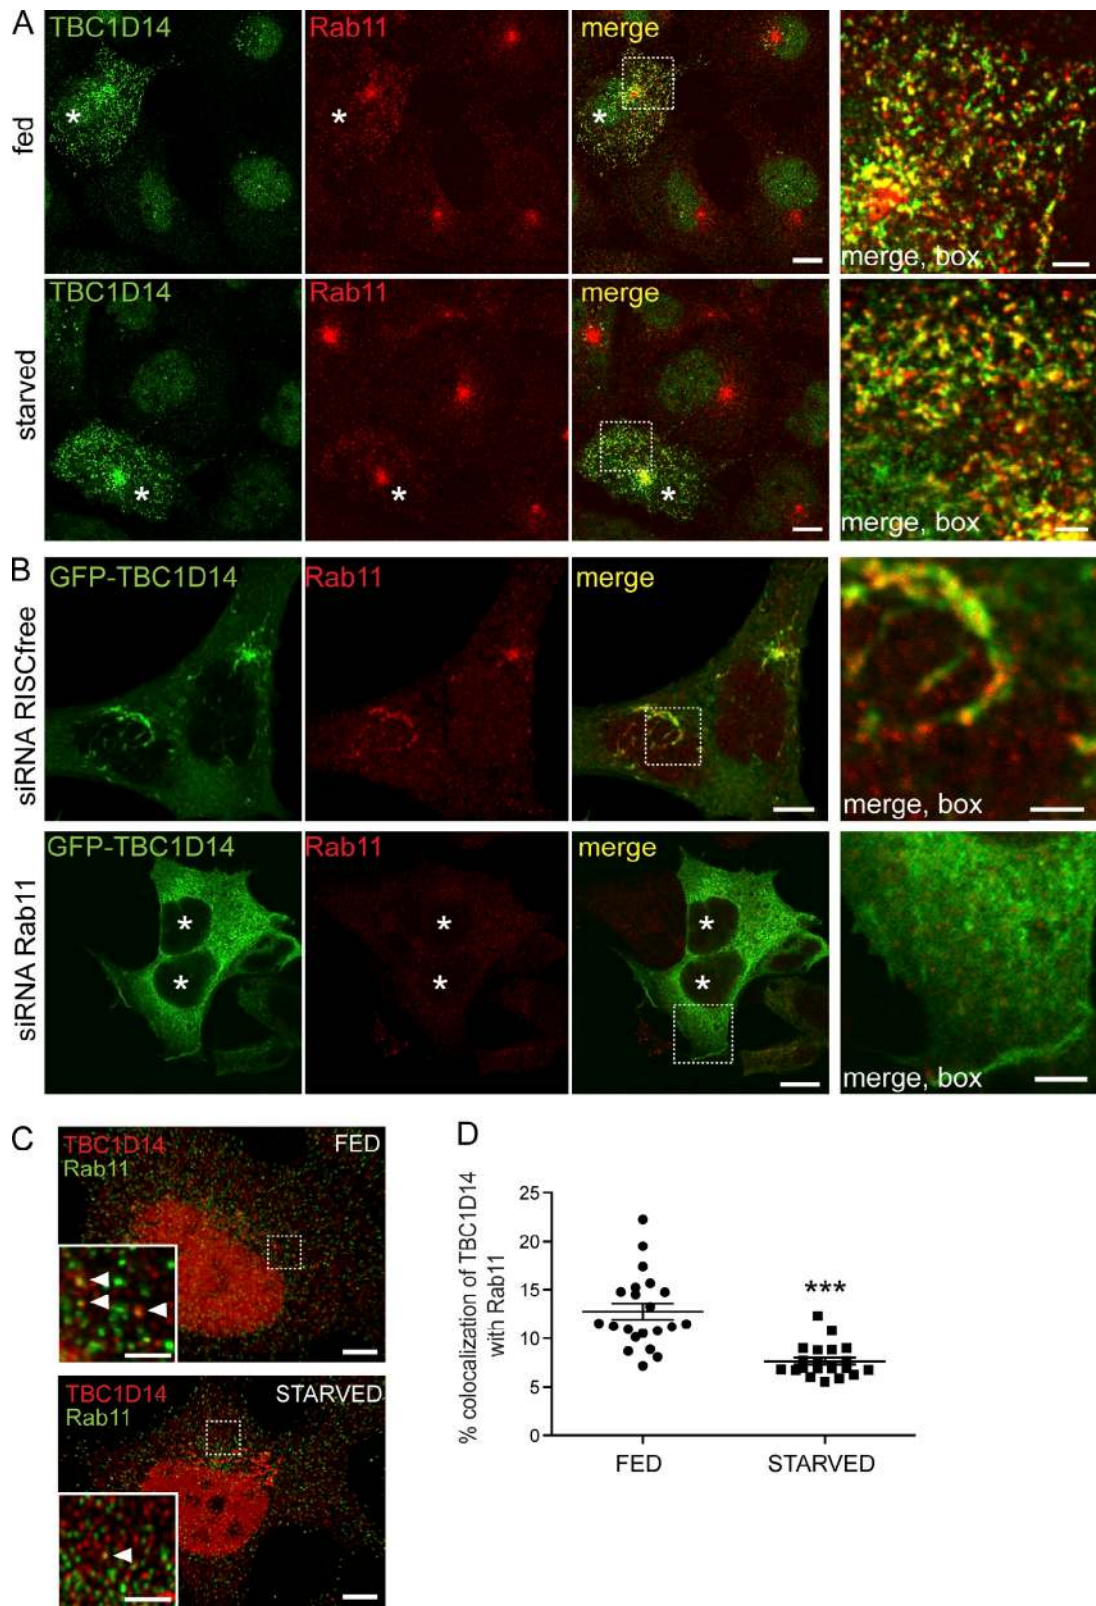 A
TBC1D14 Rab11 merge
fed
*
*
*
merge, box
TBC1D14 Rab11 merge
starved
*
*
*
merge, box
B
GFP-TBC1D14 Rab11 merge
siRNA RISCfree
merge, box
GFP-TBC1D14 Rab11 merge
siRNA Rab11
* * *
* * *
merge, box
C
TBC1D14 FED
Rab11
TBC1D14 STARVED
Rab11
D
% colocalization of TBC1D14
with Rab11
25
20
15
10
5
0
***
FED STARVED